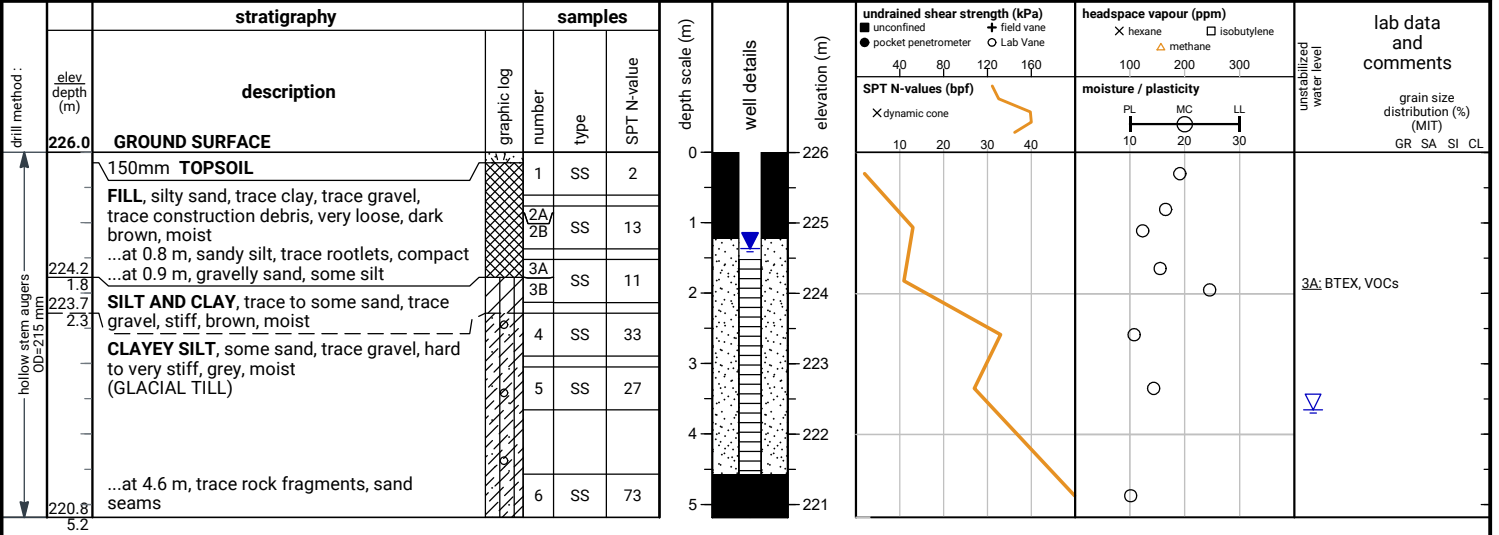 stratigraphy
samples
drill method :
elev
depth
(m)
description
graphic log
number
type
SPT N-value
depth scale (m)
well details
elevation (m)
undrained shear strength (kPa)
unconfined
field vane
pocket penetrometer
Lab Vane
40 80 120 160
SPT N-values (bpf)
dynamic cone
10 20 30 40
headspace vapour (ppm)
hexane
isobutylene
methane
100 200 300
moisture / plasticity
PL MC LL
10 20 30
unstabilized
water level
lab data
and
comments
grain size
distribution (%)
(MIT)
GR SA SI CL
226.0 GROUND SURFACE
hollow stem augers
OD=215 mm
150mm TOPSOIL
FILL, silty sand, trace clay, trace gravel,
trace construction debris, very loose, dark
brown, moist
...at 0.8 m, sandy silt, trace rootlets, compact
...at 0.9 m, gravelly sand, some silt
224.2
1.8
SILT AND CLAY, trace to some sand, trace
gravel, stiff, brown, moist
223.7
2.3
CLAYEY SILT, some sand, trace gravel, hard
to very stiff, grey, moist
(GLACIAL TILL)
...at 4.6 m, trace rock fragments, sand
seams
220.8
5.2
1 SS 2
2A
2B SS 13
3A
3B SS 11
4 SS 33
5 SS 27
6 SS 73
0
1
2
3
4
5
226
225
224
223
222
221
3A: BTEX, VOCs